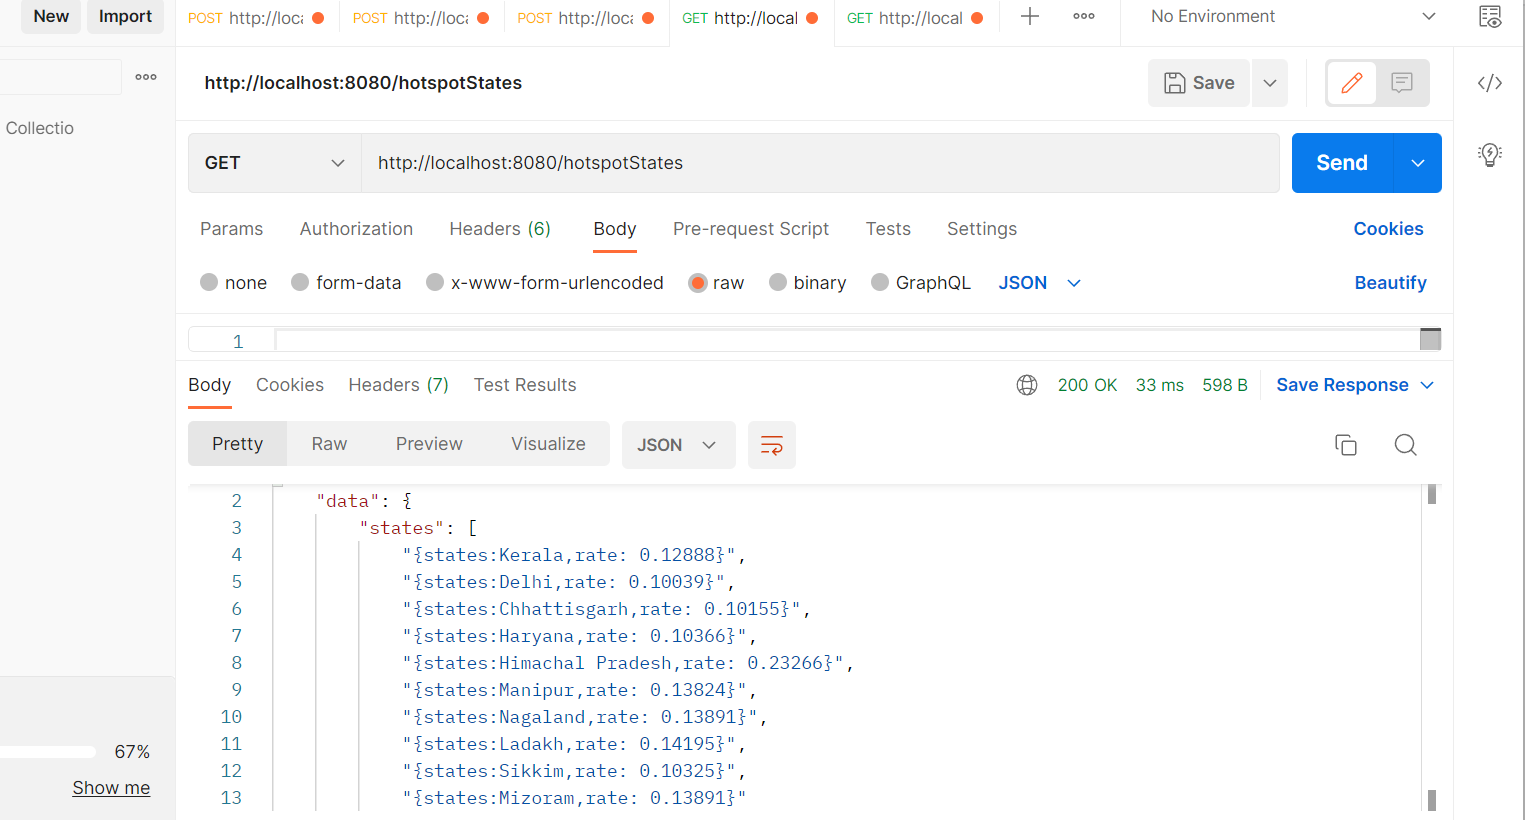 New Import POST http://loca POST http://loca POST http://loca GET http://local GET http://local No Environment
http://localhost:8080/hotspotStates Save
Collectio
GET http://localhost:8080/hotspotStates Send
Params Authorization Headers (6) Body Pre-request Script Tests Settings Cookies
none form-data x-www-form-urlencoded raw binary GraphQL JSON Beautify
1
Body Cookies Headers (7) Test Results 200 OK 33 ms 598 B Save Response
Pretty Raw Preview Visualize JSON
2 "data": {
3 "states": [
4 "{states:Kerala,rate: 0.12888}",
5 "{states:Delhi,rate: 0.10039}",
6 "{states:Chhattisgarh,rate: 0.10155}",
7 "{states:Haryana,rate: 0.10366}",
8 "{states:Himachal Pradesh,rate: 0.23266}",
9 "{states:Manipur,rate: 0.13824}",
10 "{states:Nagaland,rate: 0.13891}",
11 "{states:Ladakh,rate: 0.14195}",
12 "{states:Sikkim,rate: 0.10325}",
13 "{states:Mizoram,rate: 0.13891}"
67%
Show me